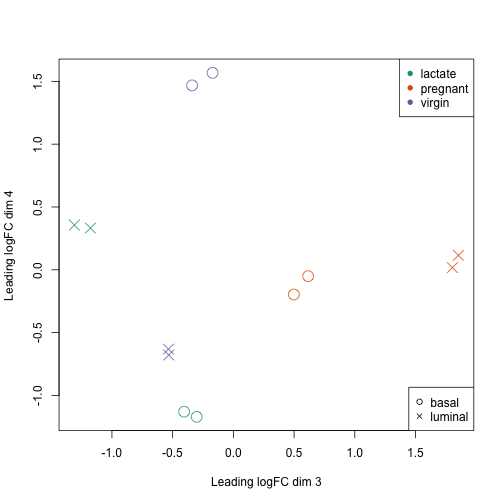 lactate
pregnant
virgin
1.5
1.0
0.5
0.0
-0.5
-1.0
Leading logFC dim 4
basal
luminal
-1.0 -0.5 0.0 0.5 1.0 1.5
Leading logFC dim 3